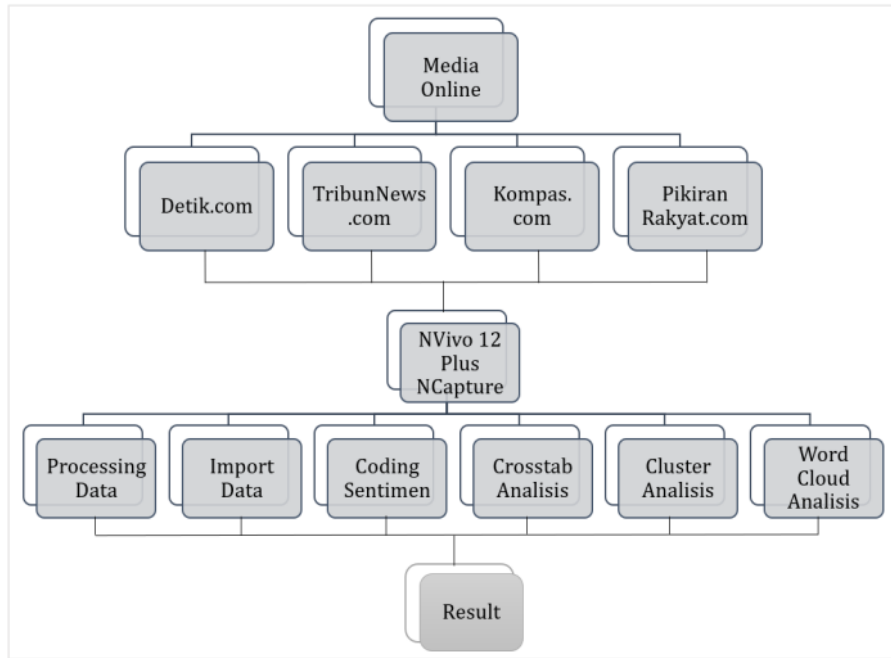 Media
Online
Detik.com
TribunNews
.com
Kompas.
com
Pikiran
Rakyat.com
NVivo 12
Plus
NCapture
Processing
Data
Import
Data
Coding
Sentimen
Crosstab
Analisis
Cluster
Analisis
Word
Cloud
Analisis
Result